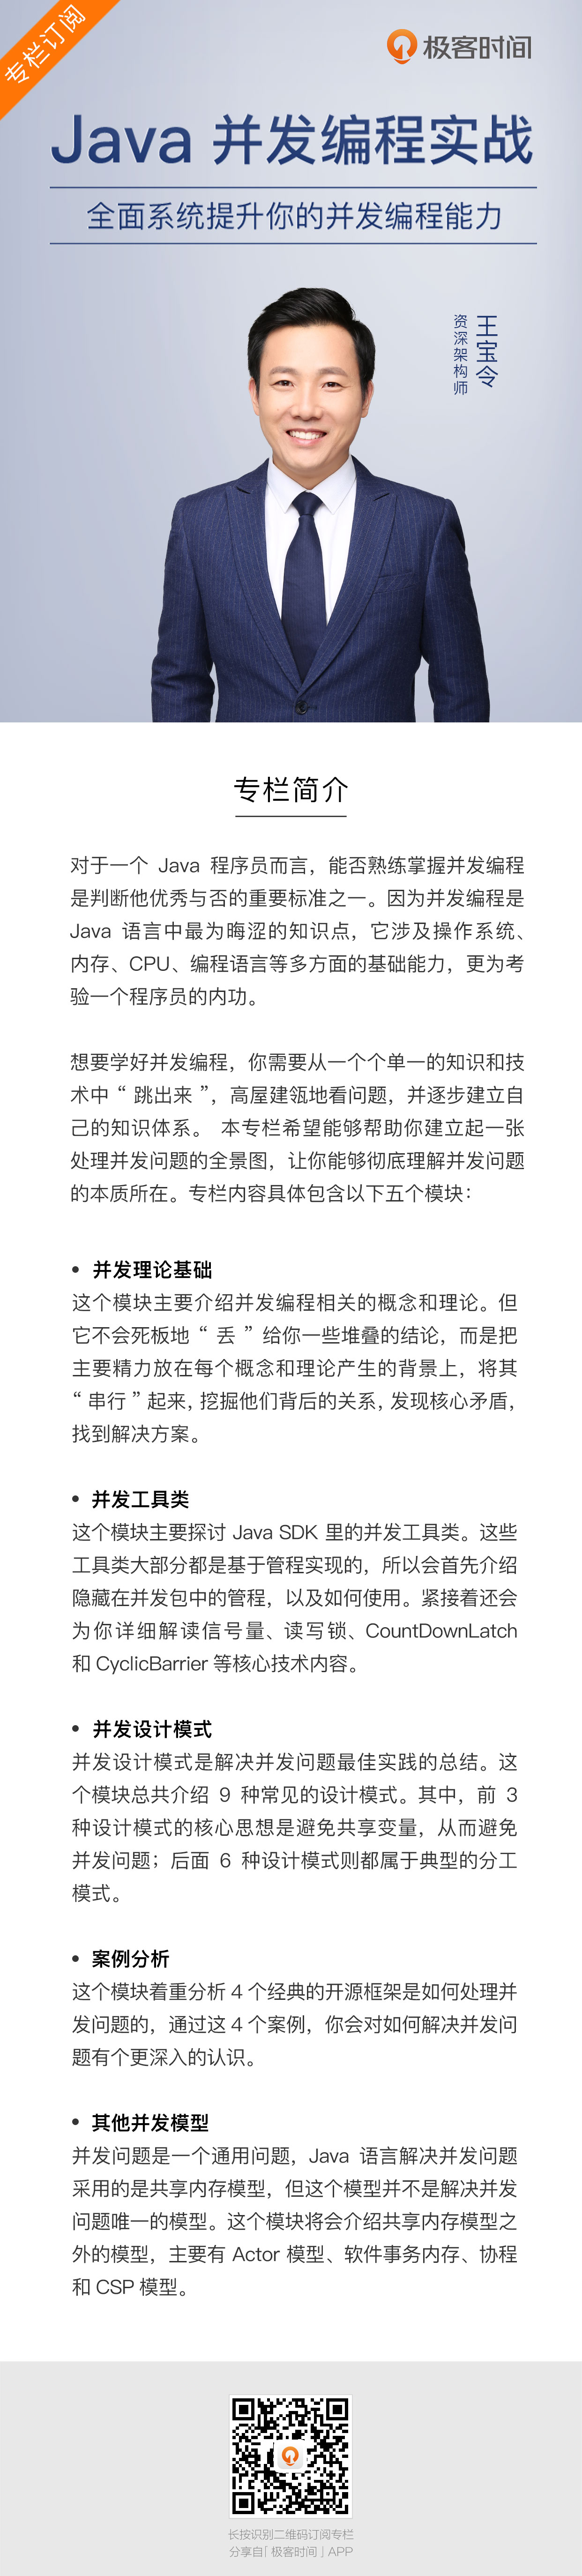 专栏订阅
极客时间
Java 并发编程实战
全面系统提升你的并发编程能力
王宝令
资深架构师
专栏简介
对于一个 Java 程序员而言，能否熟练掌握并发编程
是判断他优秀与否的重要标准之一。因为并发编程是
Java 语言中最为晦涩的知识点，它涉及操作系统、
内存、CPU、编程语言等多方面的基础能力，更为考
验一个程序员的内功。
想要学好并发编程，你需要从一个个单一的知识和技
术中“跳出来”，高屋建瓴地看问题，并逐步建立自
己的知识体系。 本专栏希望能够帮助你建立起一张
处理并发问题的全景图，让你能够彻底理解并发问题
的本质所在。专栏内容具体包含以下五个模块：
• 并发理论基础
这个模块主要介绍并发编程相关的概念和理论。但
它不会死板地“丢”给你一些堆叠的结论，而是把
主要精力放在每个概念和理论产生的背景上，将其
“串行”起来，挖掘他们背后的关系，发现核心矛盾，
找到解决方案。
• 并发工具类
这个模块主要探讨 Java SDK 里的并发工具类。这些
工具类大部分都是基于管程实现的，所以会首先介绍
隐藏在并发包中的管程，以及如何使用。紧接着还会
为你详细解读信号量、读写锁、CountDownLatch
和 CyclicBarrier 等核心技术内容。
• 并发设计模式
并发设计模式是解决并发问题最佳实践的总结。这
个模块总共介绍 9 种常见的设计模式。其中，前 3
种设计模式的核心思想是避免共享变量，从而避免
并发问题；后面 6 种设计模式则都属于典型的分工
模式。
• 案例分析
这个模块着重分析 4 个经典的开源框架是如何处理并
发问题的，通过这 4 个案例，你会对如何解决并发问
题有个更深入的认识。
• 其他并发模型
并发问题是一个通用问题，Java 语言解决并发问题
采用的是共享内存模型，但这个模型并不是解决并发
问题唯一的模型。这个模块将会介绍共享内存模型之
外的模型，主要有 Actor 模型、软件事务内存、协程
和 CSP 模型。
长按识别二维码订阅专栏
分享自「极客时间」APP